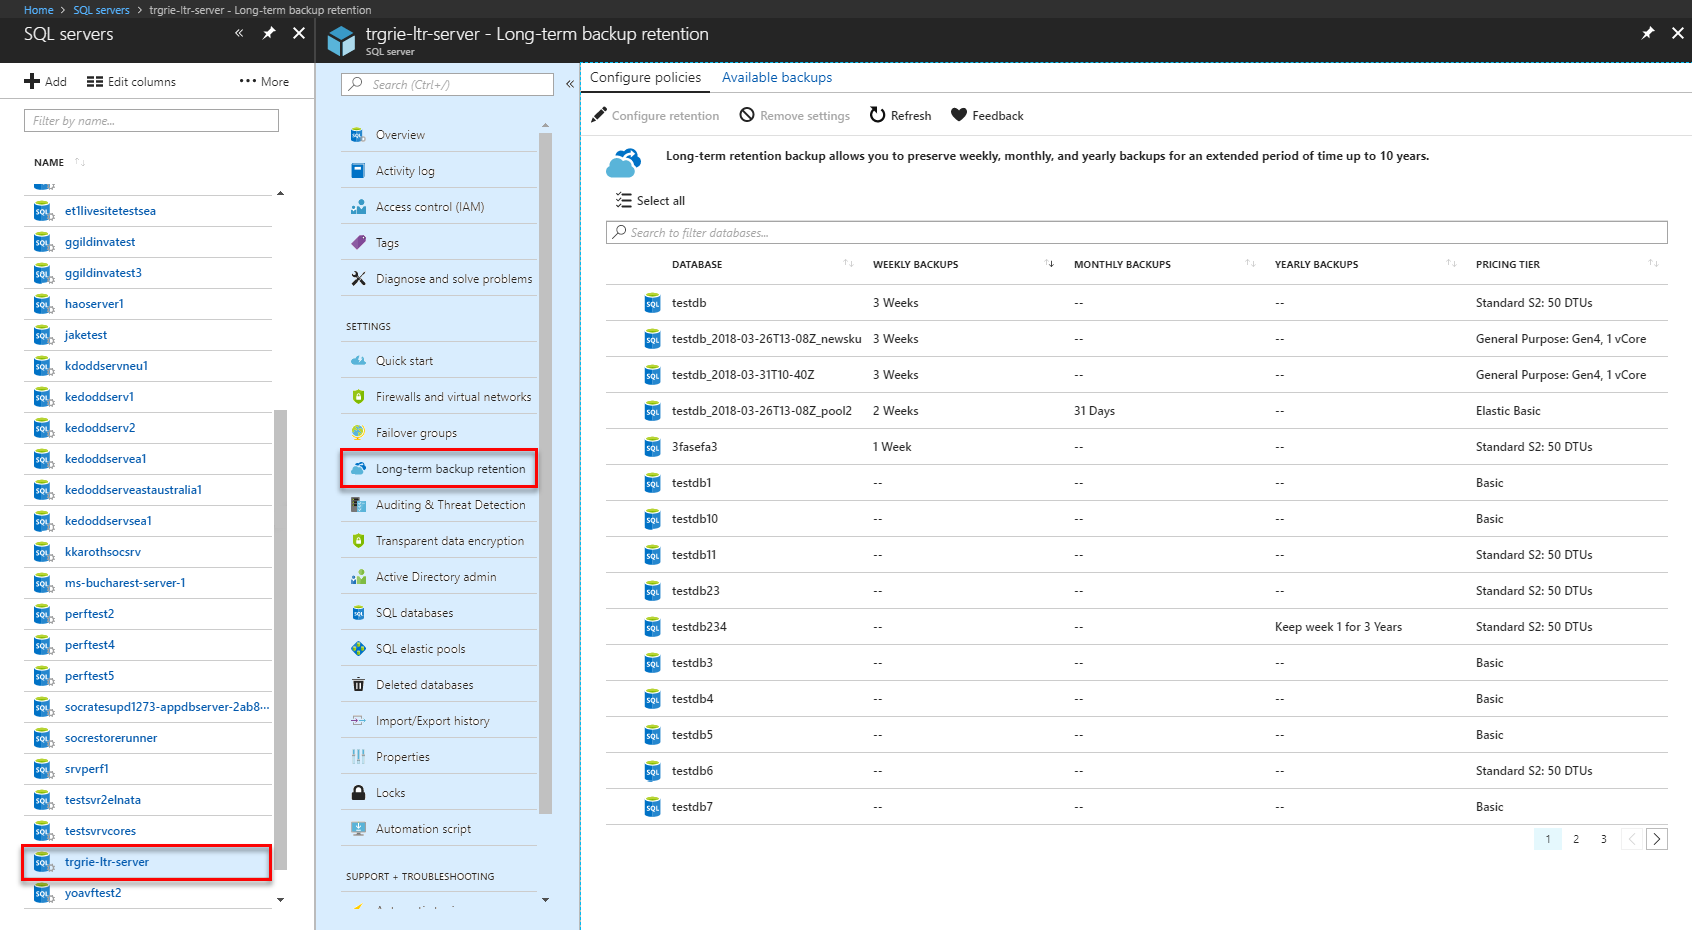 Home > SQL servers > trgrie-ltr-server - Long-term backup retention
SQL servers
Add
Edit columns
More
Filter by name...
NAME
et1livesitetestsea
ggildinvatest
ggildinvatest3
haoserver1
jaketest
kdoddservneu1
kedoddserv1
kedoddserv2
kedoddservea1
kedoddserveastaustralia1
kedoddservsea1
kkarothsocsrv
ms-bucharest-server-1
perftest2
perftest4
perftest5
socratesupd1273-appdbserver-2ab8...
socrestorerunner
srvperf1
testsvr2elnata
testsvrvcores
trgrie-ltr-server
yoavftest2
trgrie-ltr-server - Long-term backup retention
SQL server
Search (Ctrl+/)
Overview
Activity log
Access control (IAM)
Tags
Diagnose and solve problems
SETTINGS
Quick start
Firewalls and virtual networks
Failover groups
Long-term backup retention
Auditing & Threat Detection
Transparent data encryption
Active Directory admin
SQL databases
SQL elastic pools
Deleted databases
Import/Export history
Properties
Locks
Automation script
SUPPORT + TROUBLESHOOTING
Configure policies Available backups
Configure retention Remove settings Refresh Feedback
Long-term retention backup allows you to preserve weekly, monthly, and yearly backups for an extended period of time up to 10 years.
Select all
Search to filter databases...
DATABASE WEEKLY BACKUPS MONTHLY BACKUPS YEARLY BACKUPS PRICING TIER
testdb 3 Weeks -- -- Standard S2: 50 DTUs
testdb_2018-03-26T13-08Z_newsku 3 Weeks -- -- General Purpose: Gen4, 1 vCore
testdb_2018-03-31T10-40Z 3 Weeks -- -- General Purpose: Gen4, 1 vCore
testdb_2018-03-26T13-08Z_pool2 2 Weeks 31 Days -- Elastic Basic
3fasefa3 1 Week -- -- Standard S2: 50 DTUs
testdb1 -- -- -- Basic
testdb10 -- -- -- Basic
testdb11 -- -- -- Standard S2: 50 DTUs
testdb23 -- -- -- Standard S2: 50 DTUs
testdb234 -- -- Keep week 1 for 3 Years Standard S2: 50 DTUs
testdb3 -- -- -- Basic
testdb4 -- -- -- Basic
testdb5 -- -- -- Basic
testdb6 -- -- -- Standard S2: 50 DTUs
testdb7 -- -- -- Basic
1 2 3